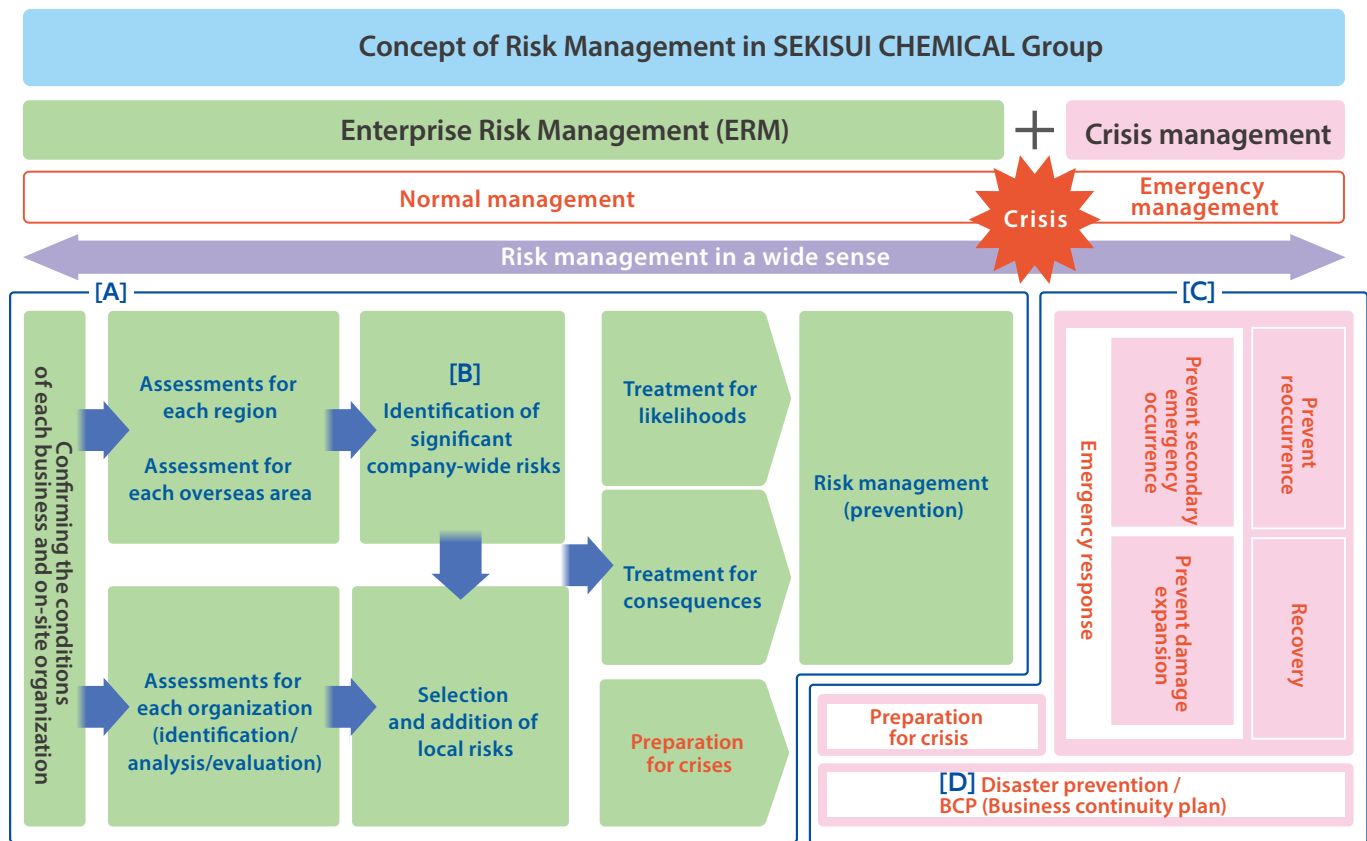 Concept of Risk Management in SEKISUI CHEMICAL Group
Enterprise Risk Management (ERM)
+
Crisis management
Normal management
Crisis
Emergency
management
Risk management in a wide sense
[A]
Confirming the conditions
of each business and on-site organization
Assessments for
each region
Assessment for
each overseas area
[B]
Identification of
significant
company-wide risks
Assessments for
each organization
(identification/
analysis/evaluation)
Selection
and addition of
local risks
Treatment for
likelihoods
Treatment for
consequences
Preparation
for crises
Risk management
(prevention)
[C]
Emergency response
Prevent secondary
emergency
occurrence
Prevent damage
expansion
Prevent
reoccurrence
Recovery
Preparation
for crisis
[D] Disaster prevention /
BCP (Business continuity plan)